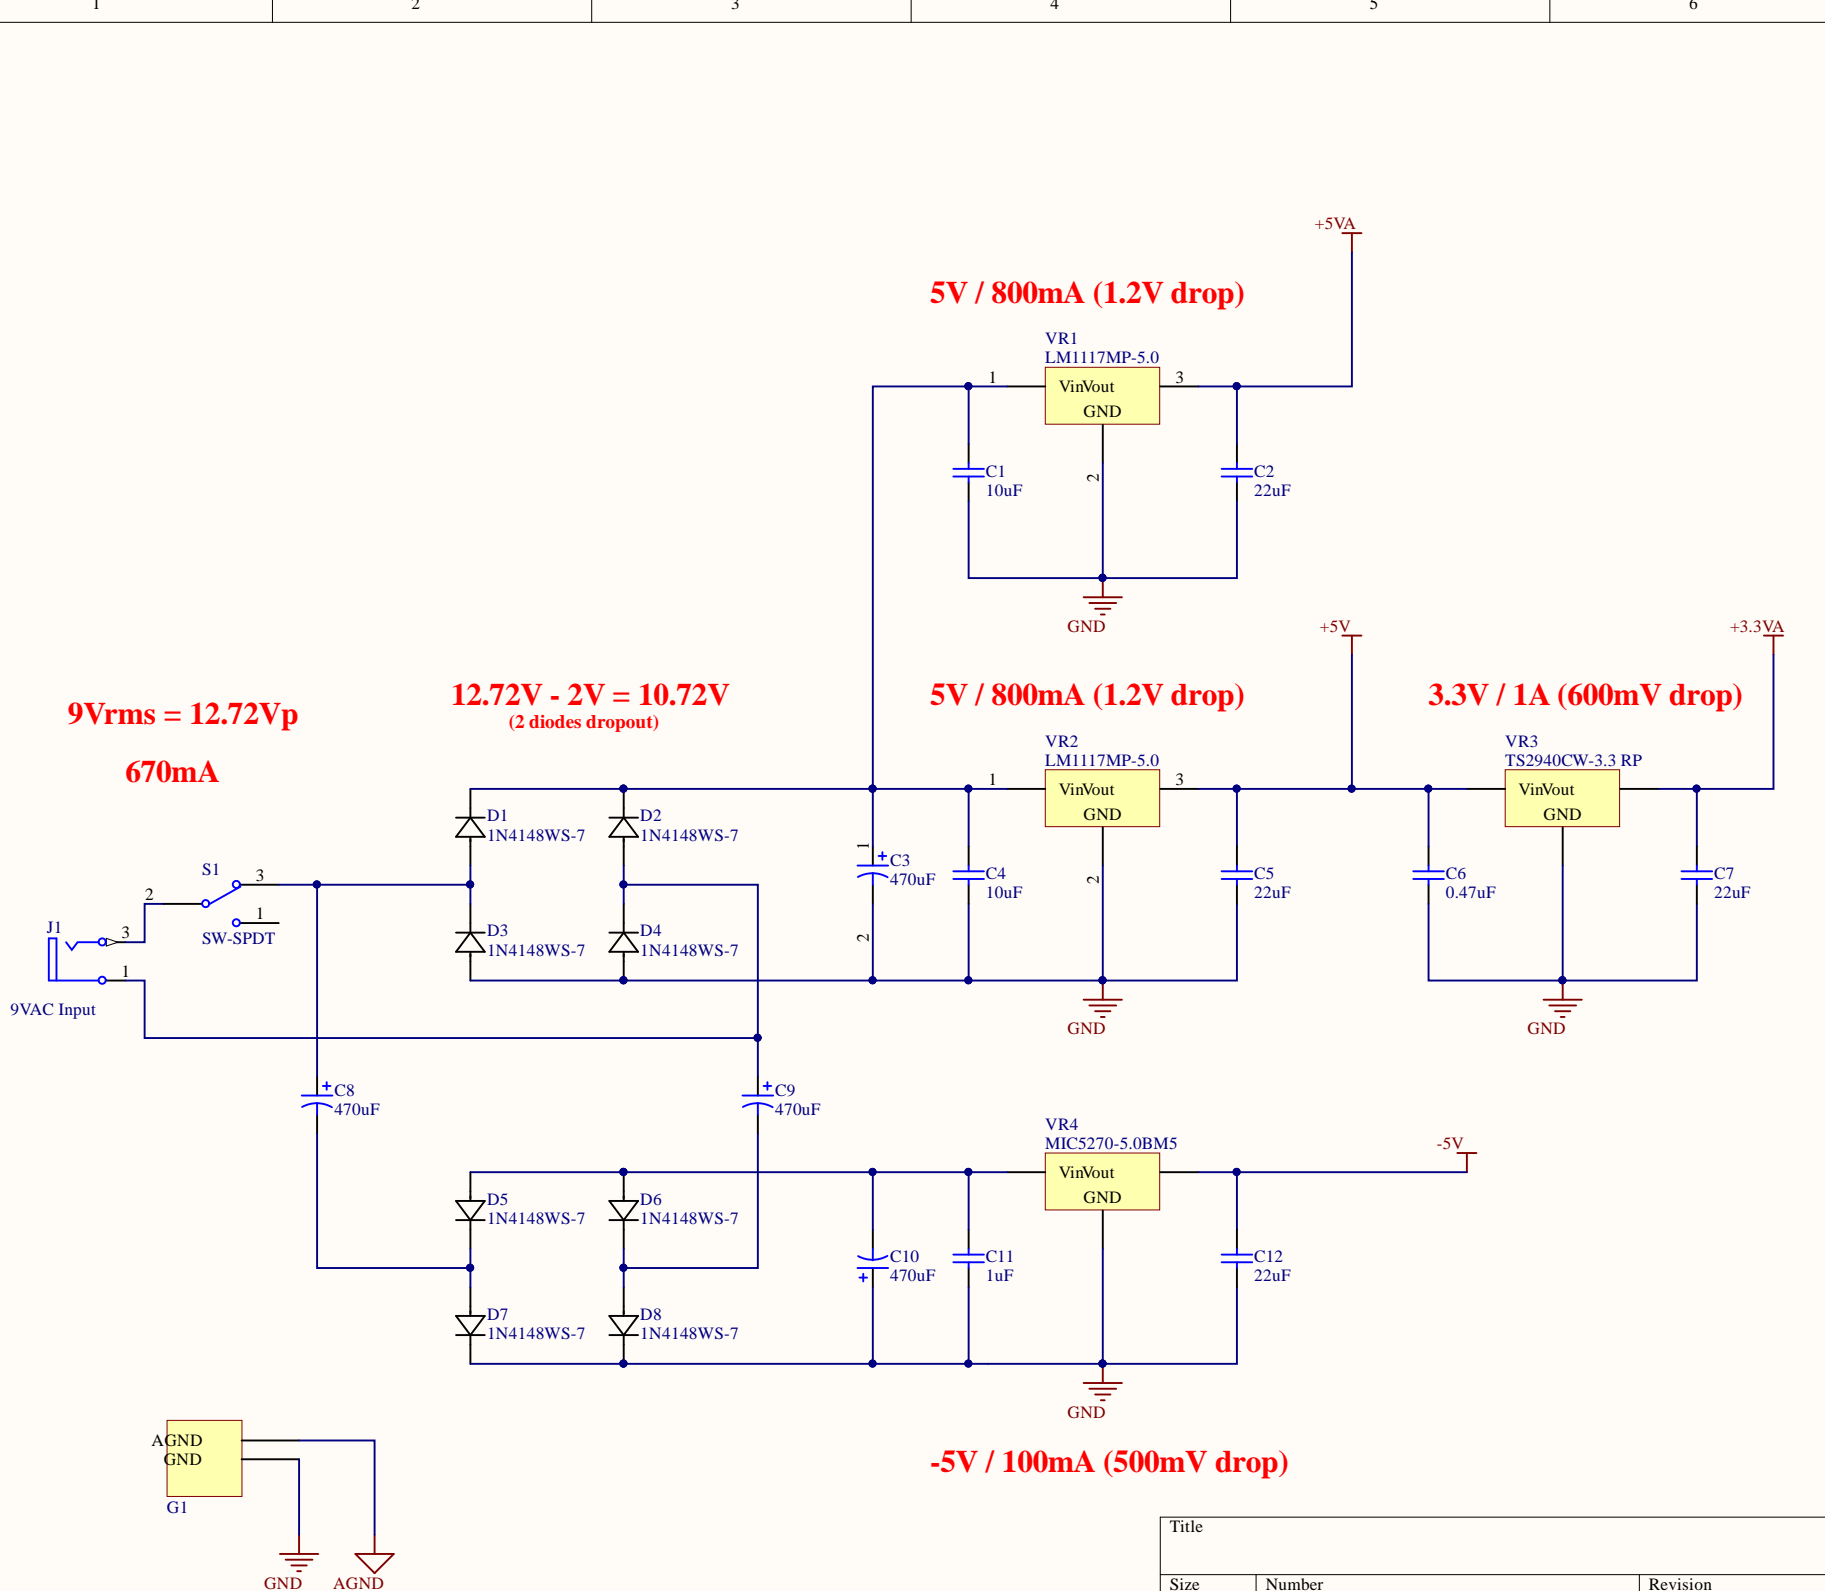 1 2 3 4 5 6
+5VA
5V / 800mA (1.2V drop)
VR1
LM1117MP-5.0
1 VinVout 3
GND
2
C1
10uF
C2
22uF
GND
+5V
+3.3VA
9Vrms = 12.72Vp
670mA
12.72V - 2V = 10.72V
(2 diodes dropout)
5V / 800mA (1.2V drop)
3.3V / 1A (600mV drop)
VR2
LM1117MP-5.0
1 VinVout 3
GND
2
VR3
TS2940CW-3.3 RP
VinVout
GND
D1
1N4148WS-7
D2
1N4148WS-7
1
C3
470uF
2
C4
10uF
C5
22uF
C6
0.47uF
C7
22uF
S1
3
2
1
SW-SPDT
J1
3
1
9VAC Input
D3
1N4148WS-7
D4
1N4148WS-7
GND
GND
C8
470uF
C9
470uF
VR4
MIC5270-5.0BM5
VinVout
GND
-5V
D5
1N4148WS-7
D6
1N4148WS-7
C10
470uF
C11
1uF
C12
22uF
D7
1N4148WS-7
D8
1N4148WS-7
GND
-5V / 100mA (500mV drop)
AGND
GND
G1
GND AGND
Title
Size Number Revision